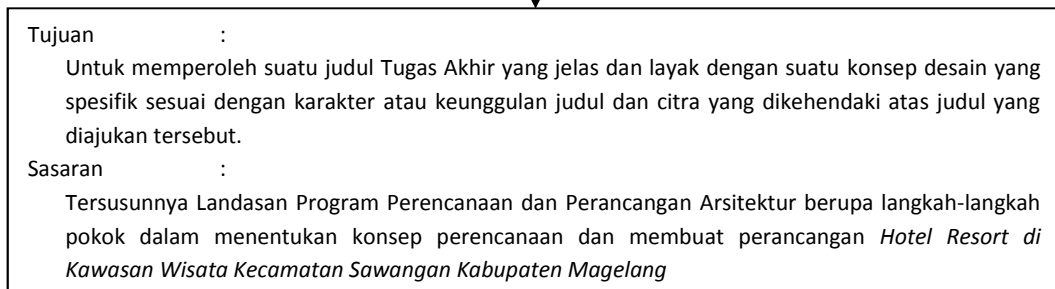 Tujuan :
Untuk memperoleh suatu judul Tugas Akhir yang jelas dan layak dengan suatu konsep desain yang
spesifik sesuai dengan karakter atau keunggulan judul dan citra yang dikehendaki atas judul yang
diajukan tersebut.
Sasaran :
Tersusunnya Landasan Program Perencanaan dan Perancangan Arsitektur berupa langkah-langkah
pokok dalam menentukan konsep perencanaan dan membuat perancangan Hotel Resort di
Kawasan Wisata Kecamatan Sawangan Kabupaten Magelang